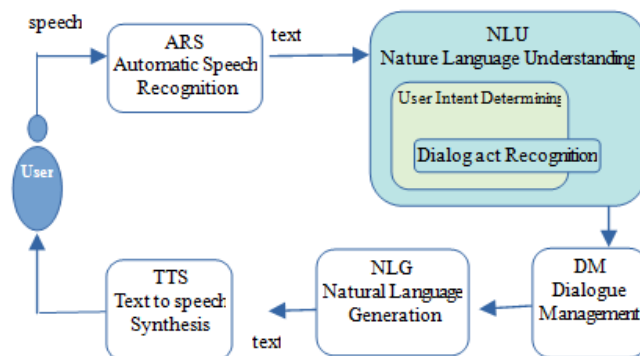 speech
ARS
Automatic Speech
Recognition
text
NLU
Nature Language Understanding
User Intent Determining
Dialog act Recognition
User
TTS
Text to speech
Synthesis
text
NLG
Natural Language
Generation
DM
Dialogue
Management